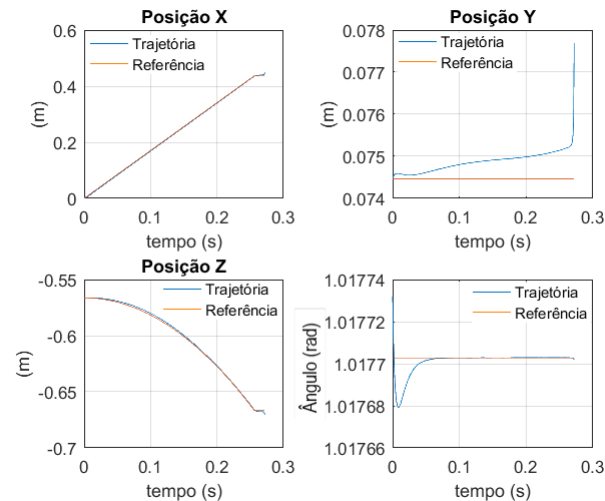 Posição X
0.6
0.4
0.2
0
(m)
Trajetória
Referência
0
0.1
0.2
0.3
tempo (s)
Posição Y
0.078
0.077
0.076
0.075
0.074
(m)
Trajetória
Referência
0
0.1
0.2
0.3
tempo (s)
Posição Z
-0.55
-0.6
-0.65
-0.7
(m)
Trajetória
Referência
0
0.1
0.2
0.3
tempo (s)
1.01774
1.01772
1.0177
1.01768
1.01766
Ângulo (rad)
Trajetória
Referência
0
0.1
0.2
0.3
tempo (s)